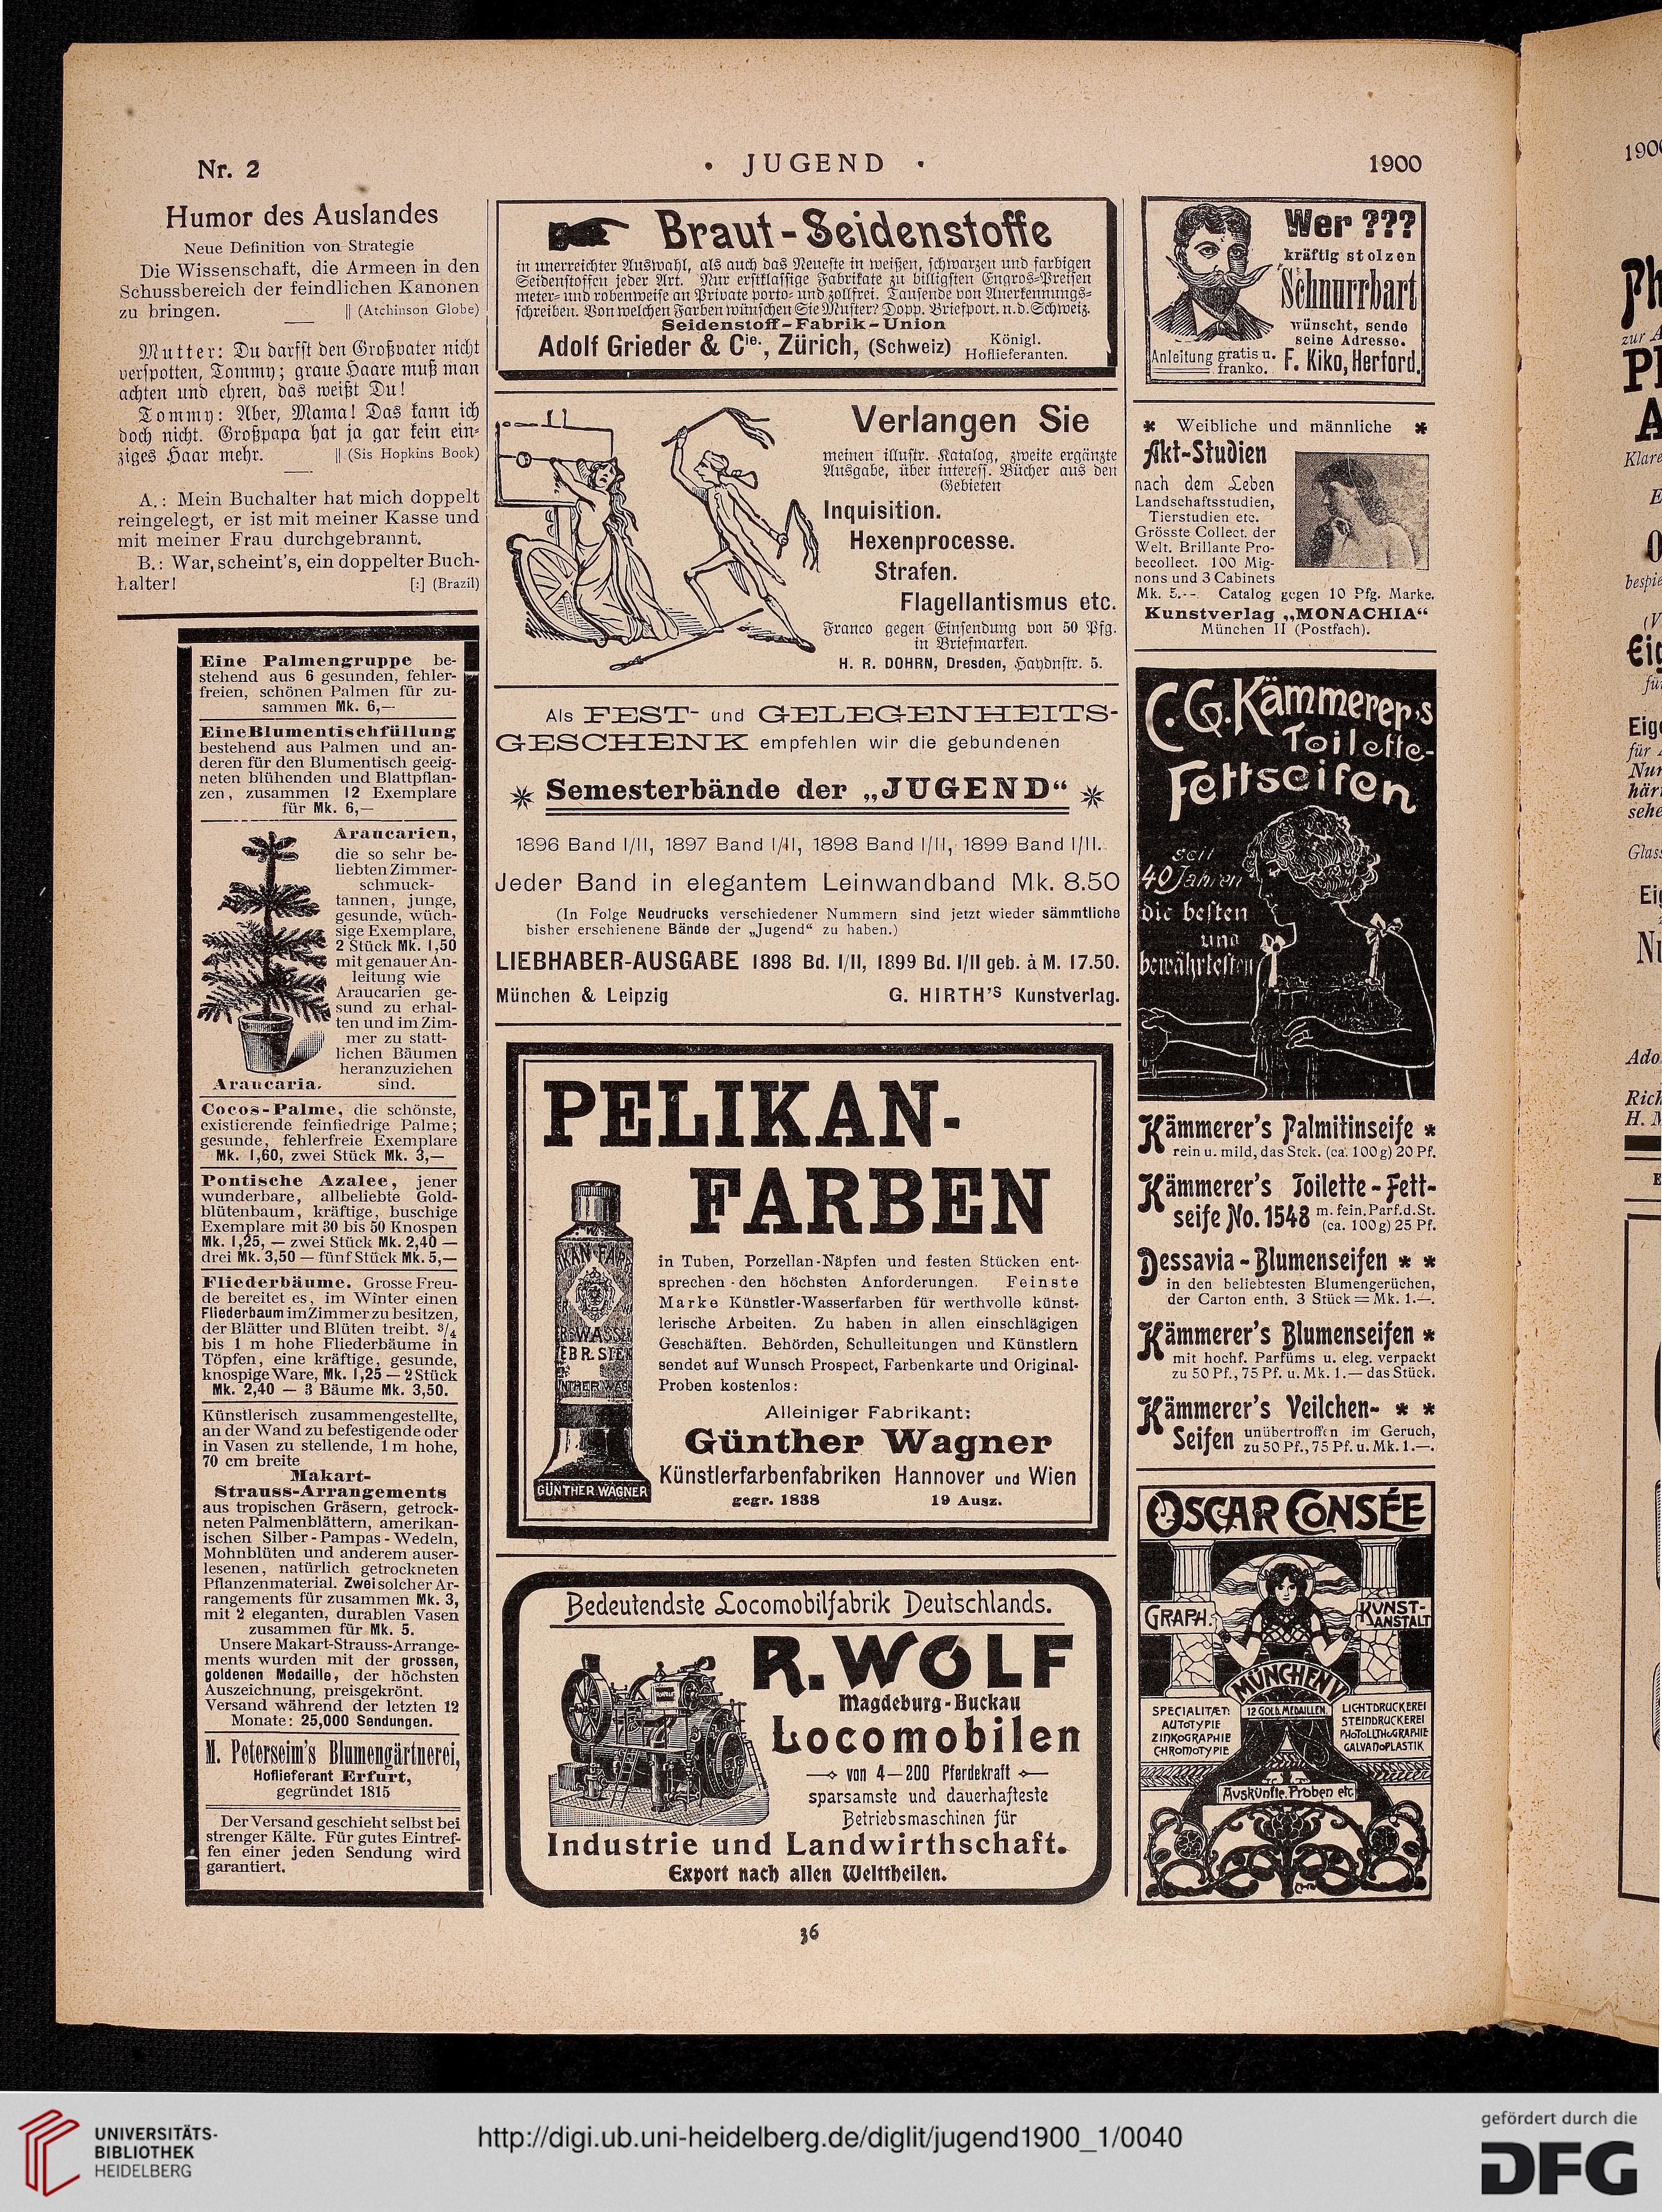 Nr. 2
• JUGEND •
1900
Humor des Auslandes
Neue Definition von Strategie
Die Wissenschaft, die Armeen in den
Schussbereich der feindlichen Kanonen
zu bringen. || (Atchinson Globe)
Mutter: Du darfst den Großvater nicht
verspotten, Tommy; graue Haare muß man
achten und ehren, das weißt Du!
Tommy: Aber, Mama! Das kann ich
doch nicht. Großpapa hat ja gar kein ein-
ziges Haar mehr. || (Sis Hopkins Book)
A.: Mein Buchalter hat mich doppelt
reingelegt, er ist mit meiner Kasse und
mit meiner Frau durchgebrannt.
B.: War, scheint's, ein doppelter Buch-
halter! [:] (Brazil)
Eine Palmengruppe be-
stehend aus 6 gesunden, fehler-
freien, schönen Palmen für zu-
sammen Mk. 6,—
Eine Blumentischfüllung
bestehend aus Palmen und an-
deren für den Blumentisch geeig-
neten blühenden und Blattpflan-
zen, zusammen 12 Exemplare
für Mk. 6,—
Araucarien,
die so sehr be-
liebten Zimmer-
schmuck-
tannen, junge,
gesunde, wüch-
sige Exemplare,
2 Stück Mk. 1,50
mit genauer An-
leitung wie
Araucarien ge-
sund zu erhal-
ten und im Zim-
mer zu statt-
lichen Bäumen
heranzuziehen
sind.
Araucaria.
Cocos-Palme, die schönste,
existierende feinfiedrige Palme;
gesunde, fehlerfreie Exemplare
Mk. 1,60, zwei Stück Mk. 3,—
Pontische Azalee, jener
wunderbare, allbeliebte Gold-
blütenbaum, kräftige, buschige
Exemplare mit 30 bis 50 Knospen
Mk. 1,25, — zwei Stück Mk. 2,40 —
drei Mk. 3,50 — fünf Stück Mk. 5,—
Fliederbäume. Grosse Freu-
de bereitet es, im Winter einen
Fliederbaum im Zimmer zu besitzen,
der Blätter und Blüten treibt. 3/4
bis 1 m hohe Fliederbäume in
Töpfen, eine kräftige, gesunde,
knospige Ware, Mk. 1,25 — 2 Stück
Mk. 2,40 — 3 Bäume Mk. 3,50.
Künstlerisch zusammengestellte,
an der Wand zu befestigende oder
in Vasen zu stellende, 1 m hohe,
70 cm breite
Makart-
Strauss-Arrangements
aus tropischen Gräsern, getrock-
neten Palmenblättern, amerikan-
ischen Silber-Pampas-Wedeln,
Mohnblüten und anderem auser-
lesenen, natürlich getrockneten
Pflanzenmaterial. Zwei solcher Ar-
rangements für zusammen Mk. 3,
mit 2 eleganten, durablen Vasen
zusammen für Mk. 5.
Unsere Makart-Strauss-Arrange-
ments wurden mit der grossen,
goldenen Medaille, der höchsten
Auszeichnung, preisgekrönt.
Versand während der letzten 12
Monate: 25,000 Sendungen.
M. Peterseim's Blumengärtnerei,
Hoflieferant Erfurt,
gegründet 1815
Der Versand geschieht selbst bei
strenger Kälte. Für gutes Eintref-
fen einer jeden Sendung wird
garantiert.
Braut-Seidenstoffe
in unerreichter Auswahl, als auch das Neueste in weißen, schwarzen und farbigen
Seidenstoffen jeder Art. Nur erstklassige Fabrikate zu billigsten Engros-Preisen
meter- und robenweise an Private porto- und zollfrei. Tausende von Anerkennungs-
schreiben. Von welchen Farben wünschen Sie Muster? Dopp. Briefport. n. d. Schweiz.
Seidenstoff-Fabrik-Union
Adolf Grieder & Cie., Zürich, (Schweiz) Königl. Hoflieferanten.
Verlangen Sie
meinen illustr. Katalog, zweite ergänzte
Ausgabe, über interess. Bücher aus den
Gebieten
Inquisition.
Hexenprocesse.
Strafen.
Flagellantismus etc.
Franco gegen Einsendung von 50 Pfg.
in Briefmarken.
H. R. DOHRN, Dresden, Haydnstr. 5.
Als FEST- und GELEGENHEITS-
GESCHENK empfehlen wir die gebundenen
Semesterbände der „JUGEND“
1896 Band I/II, 1897 Band I/II, 1898 Band I/II, 1899 Band I/II.
Jeder Band in elegantem Leinwandband Mk. 8.50
(In Folge Neudrucks verschiedener Nummern sind jetzt wieder sämmtliche
bisher erschienene Bände der „Jugend“ zu haben.)
LIEBHABER-AUSGABE 1898 Bd. I/II, 1899 Bd. I/II geb. à M. 17.50.
München & Leipzig G. HIRTH's Kunstverlag.
PELIKAN-
FARBEN
in Tuben, Porzellan-Näpfen und festen Stücken ent-
sprechen den höchsten Anforderungen. Feinste
Marke Künstler-Wasserfarben für werthvolle künst-
lerische Arbeiten. Zu haben in allen einschlägigen
Geschäften. Behörden, Schulleitungen und Künstlern
sendet auf Wunsch Prospect, Farbenkarte und Original-
Proben kostenlos:
Alleiniger Fabrikant:
Günther Wagner
Künstlerfarbenfabriken Hannover und Wien
gegr. 1838 19 Ausz.
GÜNTHER WAGNER
Bedeutendste Locomobilfabrik Deutschlands.
R. WOLF
Magdeburg-Buckau
Locomobilen
von 4—200 Pferdekraft
sparsamste und dauerhafteste
Betriebsmaschinen für
Industrie und Landwirthschaft.
Export nach allen Welttheilen.
Wer ???
kräftig stolzen
Schnurrbart
wünscht, sende
seine Adresse.
Anleitung gratis u. franko. F. Kiko, Herford.
* Weibliche und männliche *
Akt-Studien
nach dem Leben
Landschaftsstudien,
Tierstudien etc.
Grösste Collect. der
Welt. Brillante Pro-
becollect. 100 Mig-
nons und 3 Cabinets
Mk. 5.--. Catalog gegen 10 Pfg. Marke.
Kunstverlag „MONACHIA“
München II (Postfach).
C.G. Kämmerer's
Toilette-
Fettseifen
seit
40 Jahren
die besten
und
bewährtesten
Kämmerer's Palmitinseife *
rein u. mild, das Stck. (ca. 100 g) 20 Pf.
Kämmerer's Toilette-Fett-
seife No. 1548 m. fein. Parf. d. St. (ca. 100 g) 25 Pf.
Dessavia-Blumenseifen * *
in den beliebtesten Blumengerüchen,
der Carton enth. 3 Stück = Mk. 1.—.
Kämmerer's Blumenseifen *
mit hochf. Parfüms u. eleg. verpackt
zu 50 Pf., 75 Pf. u. Mk. 1.— das Stück.
Kämmerer's Veilchen- * *
Seifen unübertroffen im Geruch, zu 50 Pf., 75 Pf. u. Mk. 1.—.
OSCAR CONSÉE
GRAPH. KUNST-
ANSTALT
MÜNCHEN V
12 GOLD. MEDAILLEN.
SPECIALITÆT:
AUTOTYPIE
ZINKOGRAPHIE
CHROMOTYPIE
LICHTDRUCKEREI
STEINDRUCKEREI
PHOTOLITHOGRAPHIE
GALVANOPLASTIK
Auskünfte, Proben etc
36
UNIVERSITÄTS-
BIBLIOTHEK
HEIDELBERG
http://digi.ub.uni-heidelberg.de/diglit/jugend1900_1/0040
gefördert durch die
DFG